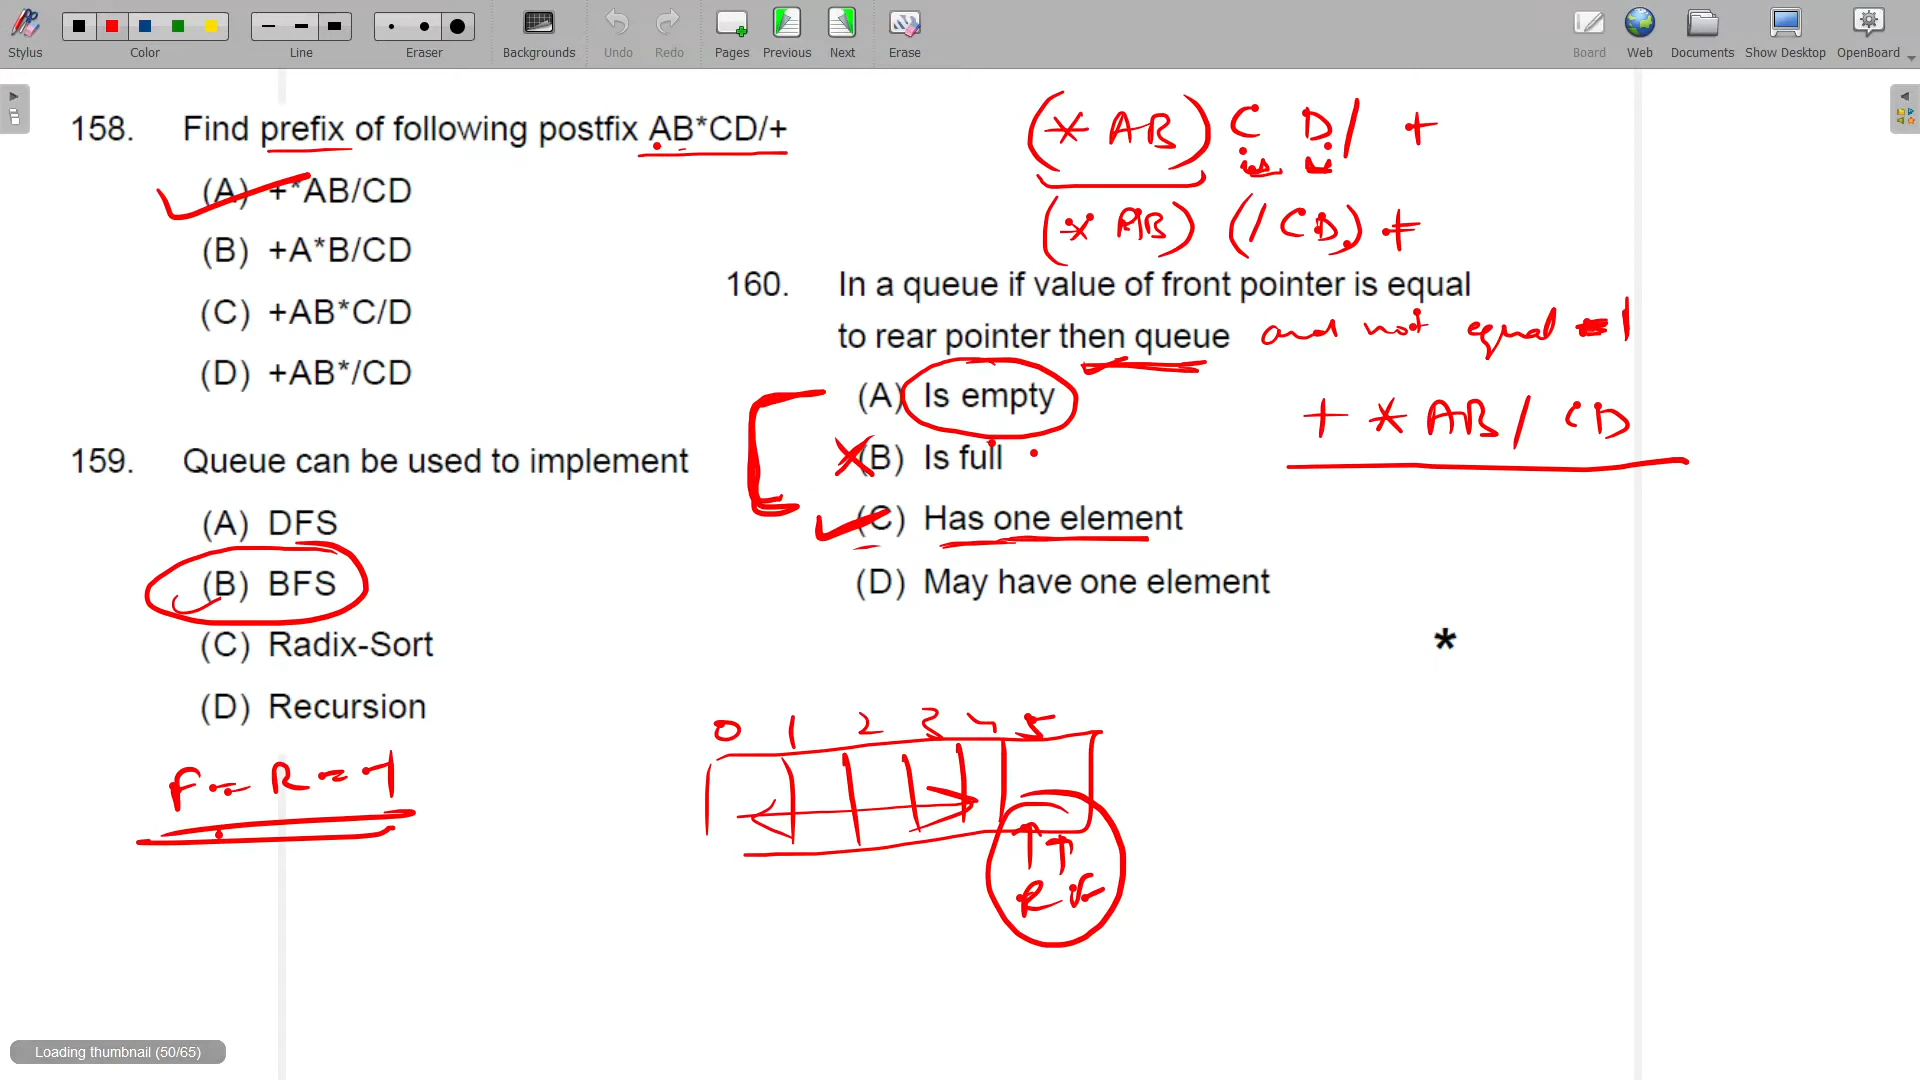 Stylus
Color
Line
Eraser
Backgrounds
Undo
Redo
Pages
Previous
Next
Erase
Board
Web
Documents
Show Desktop
OpenBoard
158. Find prefix of following postfix AB*CD/+
(A) +*AB/CD
(B) +A*B/CD
(C) +AB*C/D
(D) +AB*/CD
159. Queue can be used to implement
(A) DFS
(B) BFS
(C) Radix-Sort
(D) Recursion
F = R = -1
(* AB) C D / +
(* AB) (/ CD) +
160. In a queue if value of front pointer is equal
to rear pointer then queue and not equal -1
(A) Is empty
(B) Is full
(C) Has one element
(D) May have one element
+ * AB / CD
*
0 1 2 3 4 5
R F
Loading thumbnail (50/65)